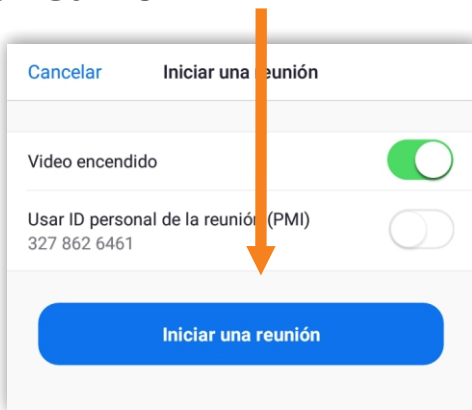 Cancelar Iniciar una reunión
Video encendido
Usar ID personal de la reunión (PMI)
327 862 6461
Iniciar una reunión